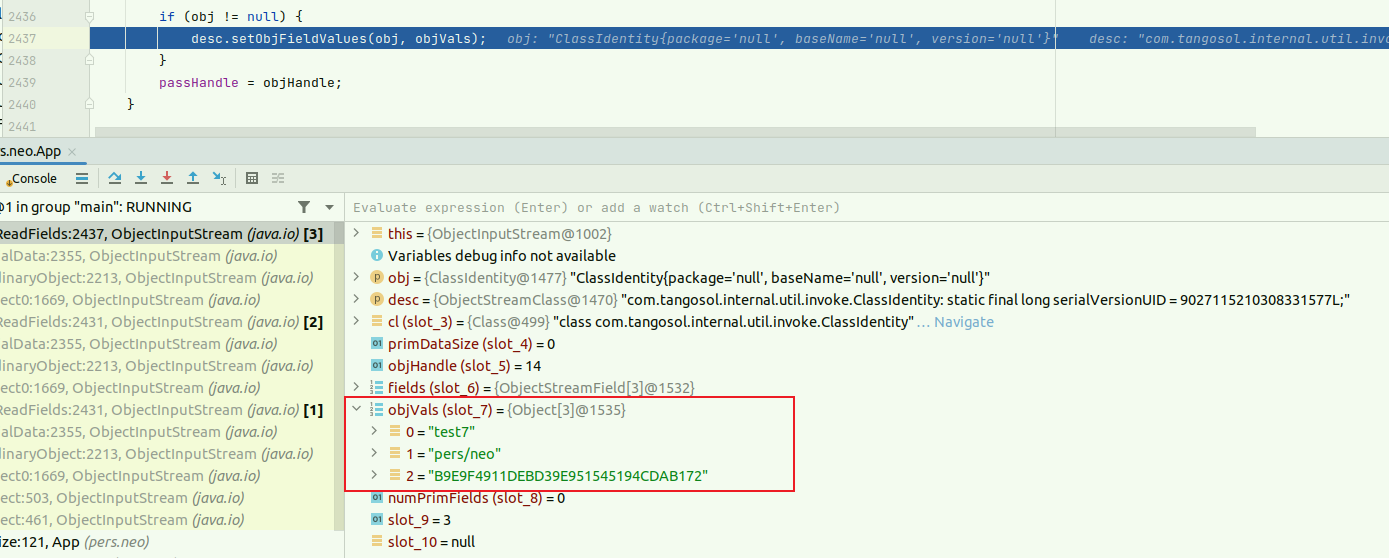 2436 if (obj != null) {
2437 desc.setObjFieldValues(obj, objVals); obj: "ClassIdentity{package='null', baseName='null', version='null'}" desc: "com.tangosol.internal.util.invo
2438 }
2439 passHandle = objHandle;
2440 }
2441
rs.neo.App
Console
@1 in group "main": RUNNING
Evaluate expression (Enter) or add a watch (Ctrl+Shift+Enter)
ReadFields:2437, ObjectInputStream (java.io) [3]
this = {ObjectInputStream@1002}
alData:2355, ObjectInputStream (java.io)
Variables debug info not available
dinaryObject:2213, ObjectInputStream (java.io)
obj = {ClassIdentity@1477} "ClassIdentity{package='null', baseName='null', version='null'}"
ect0:1669, ObjectInputStream (java.io)
desc = {ObjectStreamClass@1470} "com.tangosol.internal.util.invoke.ClassIdentity: static final long serialVersionUID = 9027115210308331577L;"
ReadFields:2431, ObjectInputStream (java.io) [2]
cl (slot_3) = {Class@499} "class com.tangosol.internal.util.invoke.ClassIdentity" … Navigate
alData:2355, ObjectInputStream (java.io)
primDataSize (slot_4) = 0
dinaryObject:2213, ObjectInputStream (java.io)
objHandle (slot_5) = 14
ect0:1669, ObjectInputStream (java.io)
fields (slot_6) = {ObjectStreamField[3]@1532}
ReadFields:2431, ObjectInputStream (java.io) [1]
objVals (slot_7) = {Object[3]@1535}
alData:2355, ObjectInputStream (java.io)
0 = "test7"
dinaryObject:2213, ObjectInputStream (java.io)
1 = "pers/neo"
ect0:1669, ObjectInputStream (java.io)
2 = "B9E9F4911DEBD39E951545194CDAB172"
ect:503, ObjectInputStream (java.io)
numPrimFields (slot_8) = 0
ect:461, ObjectInputStream (java.io)
slot_9 = 3
ize:121, App (pers.neo)
slot_10 = null